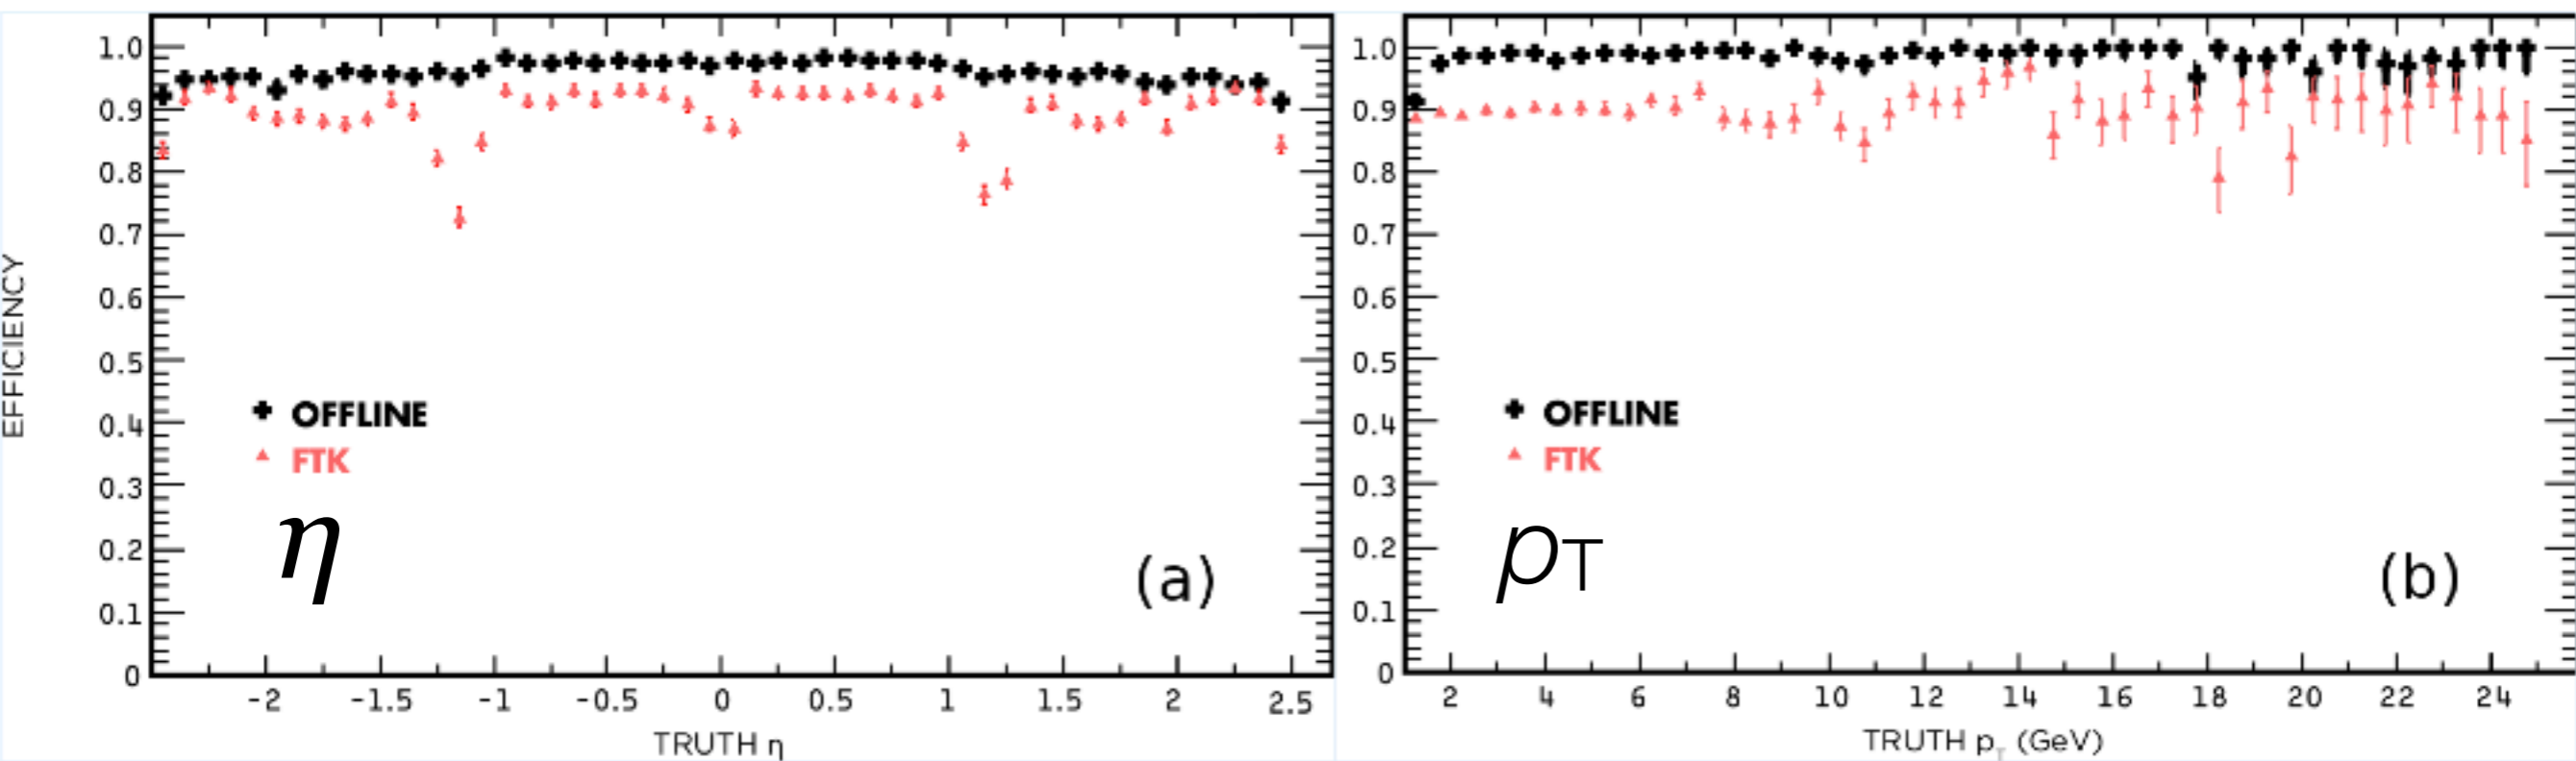 EFFICIENCY
1.0
0.9
0.8
0.7
0.6
0.5
0.4
0.3
0.2
0.1
0
OFFLINE
FTK
η
(a)
-2 -1.5 -1 -0.5 0 0.5 1 1.5 2 2.5
TRUTH η
1.0
0.9
0.8
0.7
0.6
0.5
0.4
0.3
0.2
0.1
0
OFFLINE
FTK
pT
(b)
2 4 6 8 10 12 14 16 18 20 22 24
TRUTH pT (GeV)